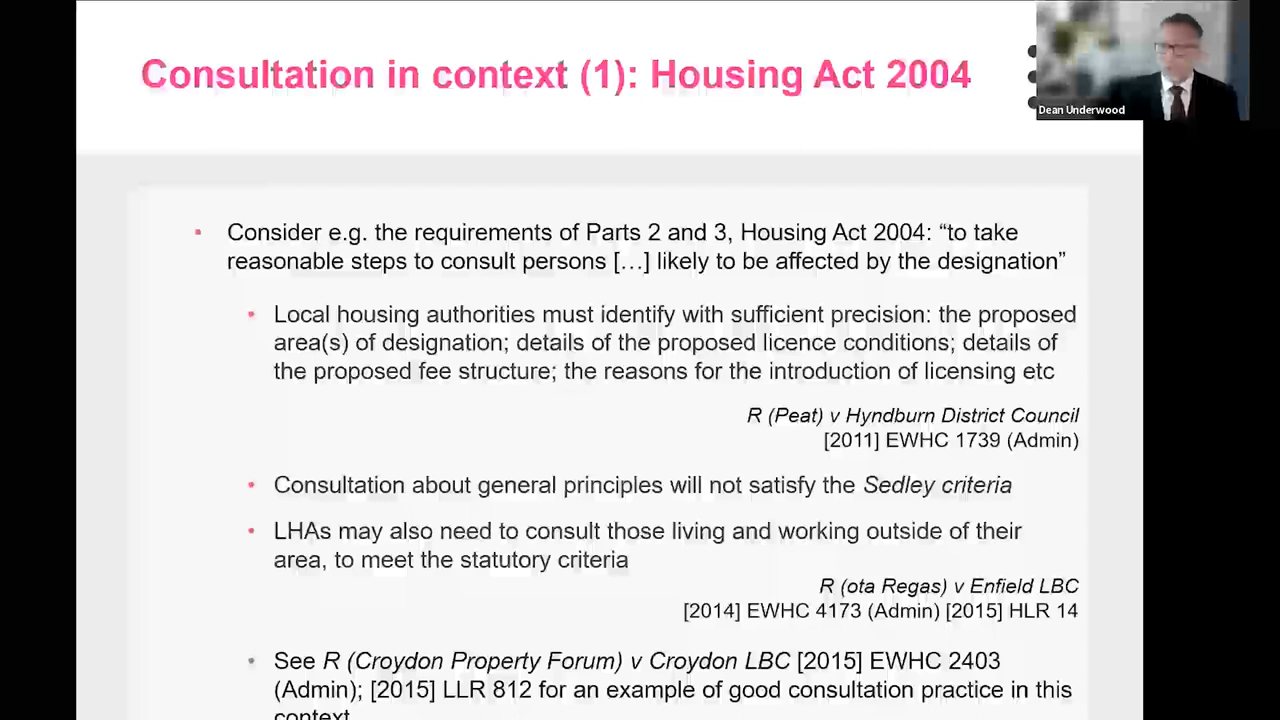 Consultation in context (1): Housing Act 2004
Dean Underwood
• Consider e.g. the requirements of Parts 2 and 3, Housing Act 2004: “to take
reasonable steps to consult persons […] likely to be affected by the designation”
• Local housing authorities must identify with sufficient precision: the proposed
area(s) of designation; details of the proposed licence conditions; details of
the proposed fee structure; the reasons for the introduction of licensing etc
R (Peat) v Hyndburn District Council
[2011] EWHC 1739 (Admin)
• Consultation about general principles will not satisfy the Sedley criteria
• LHAs may also need to consult those living and working outside of their
area, to meet the statutory criteria
R (ota Regas) v Enfield LBC
[2014] EWHC 4173 (Admin) [2015] HLR 14
• See R (Croydon Property Forum) v Croydon LBC [2015] EWHC 2403
(Admin); [2015] LLR 812 for an example of good consultation practice in this
context